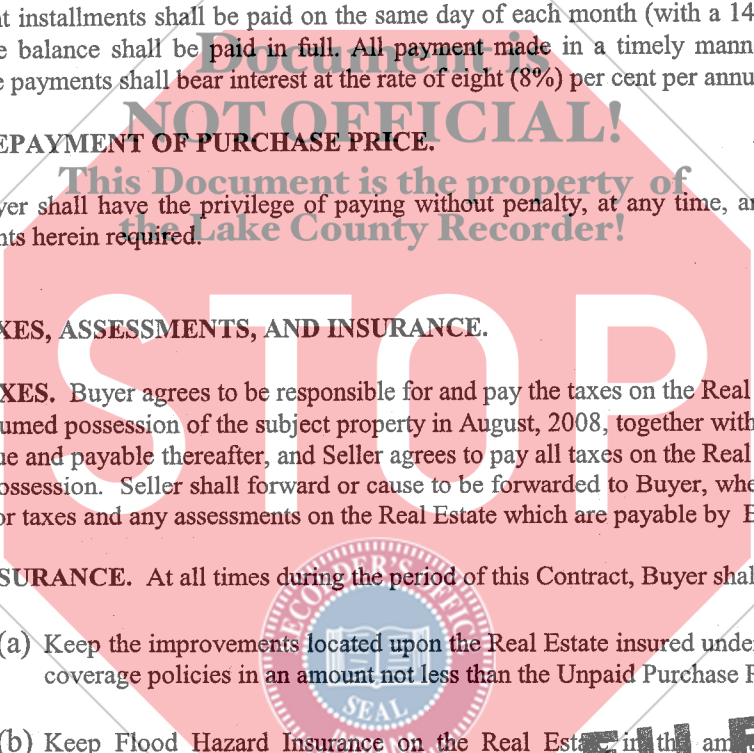 nt installments shall be paid on the same day of each month (with a 14
e balance shall be paid in full. All payment made in a timely mann
e payments shall bear interest at the rate of eight (8%) per cent per annu
Document is
NOT OFFICIAL!
This Document is the property of
the Lake County Recorder!
EPAYMENT OF PURCHASE PRICE.
yer shall have the privilege of paying without penalty, at any time, an
nts herein required.
STOP
XES, ASSESSMENTS, AND INSURANCE.
XES. Buyer agrees to be responsible for and pay the taxes on the Real
umed possession of the subject property in August, 2008, together with
ue and payable thereafter, and Seller agrees to pay all taxes on the Real
ossession. Seller shall forward or cause to be forwarded to Buyer, whe
or taxes and any assessments on the Real Estate which are payable by B
SURANCE. At all times during the period of this Contract, Buyer shal
RECORDER'S OFFICE
SEAL
(a) Keep the improvements located upon the Real Estate insured unde
coverage policies in an amount not less than the Unpaid Purchase P
(b) Keep Flood Hazard Insurance on the Real Estate in the am